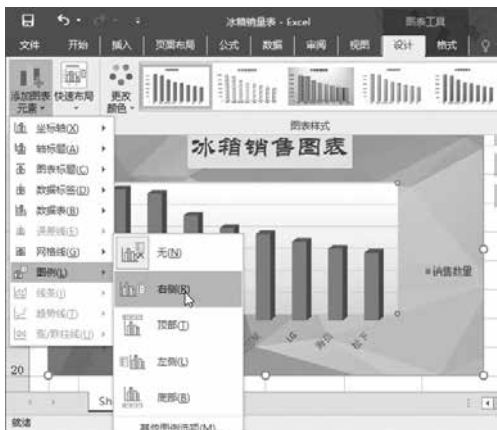 冰箱销量表 - Excel
图表工具
文件 开始 插入 页面布局 公式 数据 审阅 视图 设计 格式
添加图表元素 快速布局 更改颜色
图表样式
冰箱销售图表
坐标轴(X)
轴标题(A)
图表标题(C)
数据标签(D)
数据表(B)
误差线(E)
网格线(G)
图例(L)
线条(I)
趋势线(T)
涨/跌柱线(U)
无(N)
右侧(R)
顶部(T)
左侧(L)
底部(B)
其他图例选项(M)
销售数量
LG
松下
20
Sh
就绪